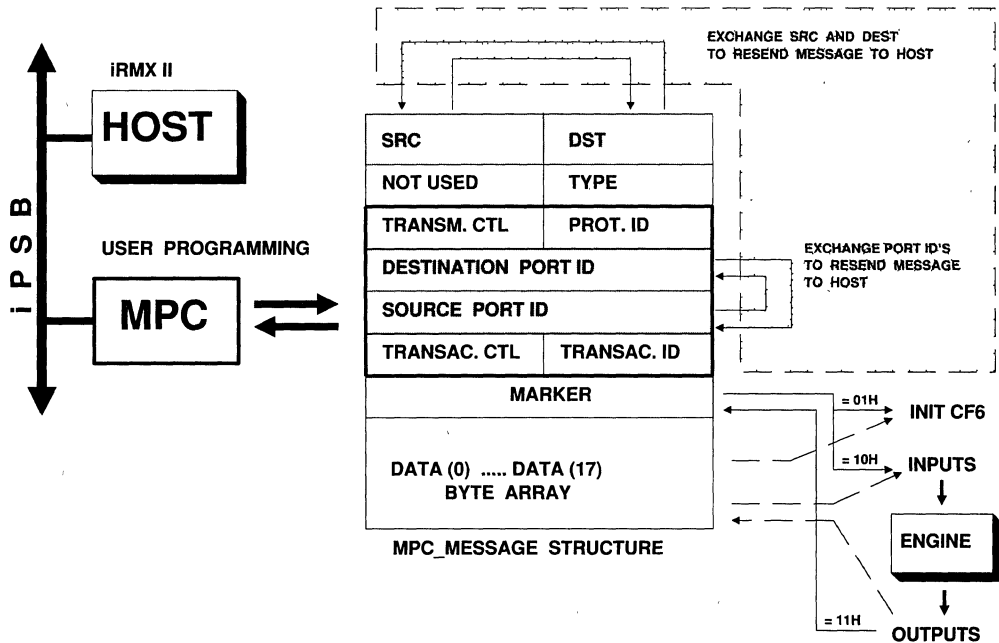 EXCHANGE SRC AND DEST
TO RESEND MESSAGE TO HOST
iRMX II
HOST
iPSB
USER PROGRAMMING
MPC
SRC DST
NOT USED TYPE
TRANSM. CTL PROT. ID
DESTINATION PORT ID
SOURCE PORT ID
TRANSAC. CTL TRANSAC. ID
MARKER
DATA (0) ..... DATA (17)
BYTE ARRAY
MPC_MESSAGE STRUCTURE
EXCHANGE PORT ID'S
TO RESEND MESSAGE
TO HOST
= 01H
INIT CF6
= 10H
INPUTS
ENGINE
= 11H
OUTPUTS